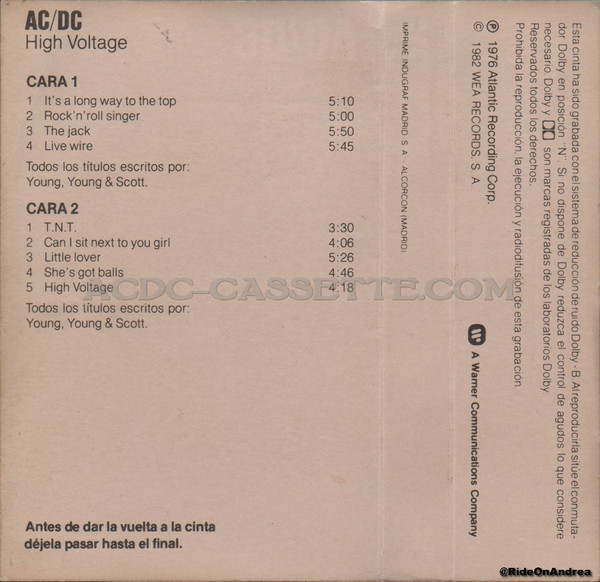 AC/DC
High Voltage
CARA 1
1 It's a long way to the top 5:10
2 Rock'n'roll singer 5:00
3 The jack 5:50
4 Live wire 5:45
Todos los títulos escritos por:
Young, Young & Scott.
CARA 2
1 T.N.T. 3:30
2 Can I sit next to you girl 4:06
3 Little lover 5:26
4 She's got balls 4:46
5 High Voltage 4:18
Todos los títulos escritos por:
Young, Young & Scott.
Antes de dar la vuelta a la cinta
déjela pasar hasta el final.
IMPRIME INDUGRAF MADRID S A - ALCORCON (MADRID)
℗ 1976 Atlantic Recording Corp.
© 1982 WEA RECORDS, S A
A Warner Communications Company
Esta cinta ha sido grabada con el sistema de reducción de ruido Dolby - B. Al reproducirla sitúe el conmuta-
dor Dolby en posición "N". Si no dispone de Dolby reduzca el control de agudos lo que considere
necesario. Dolby y son marcas registradas de los laboratorios Dolby.
Reservados todos los derechos.
Prohibida la reproducción, la ejecución y radiodifusión de esta grabación.
ACDC-CASSETTE.COM
@RideOnAndrea